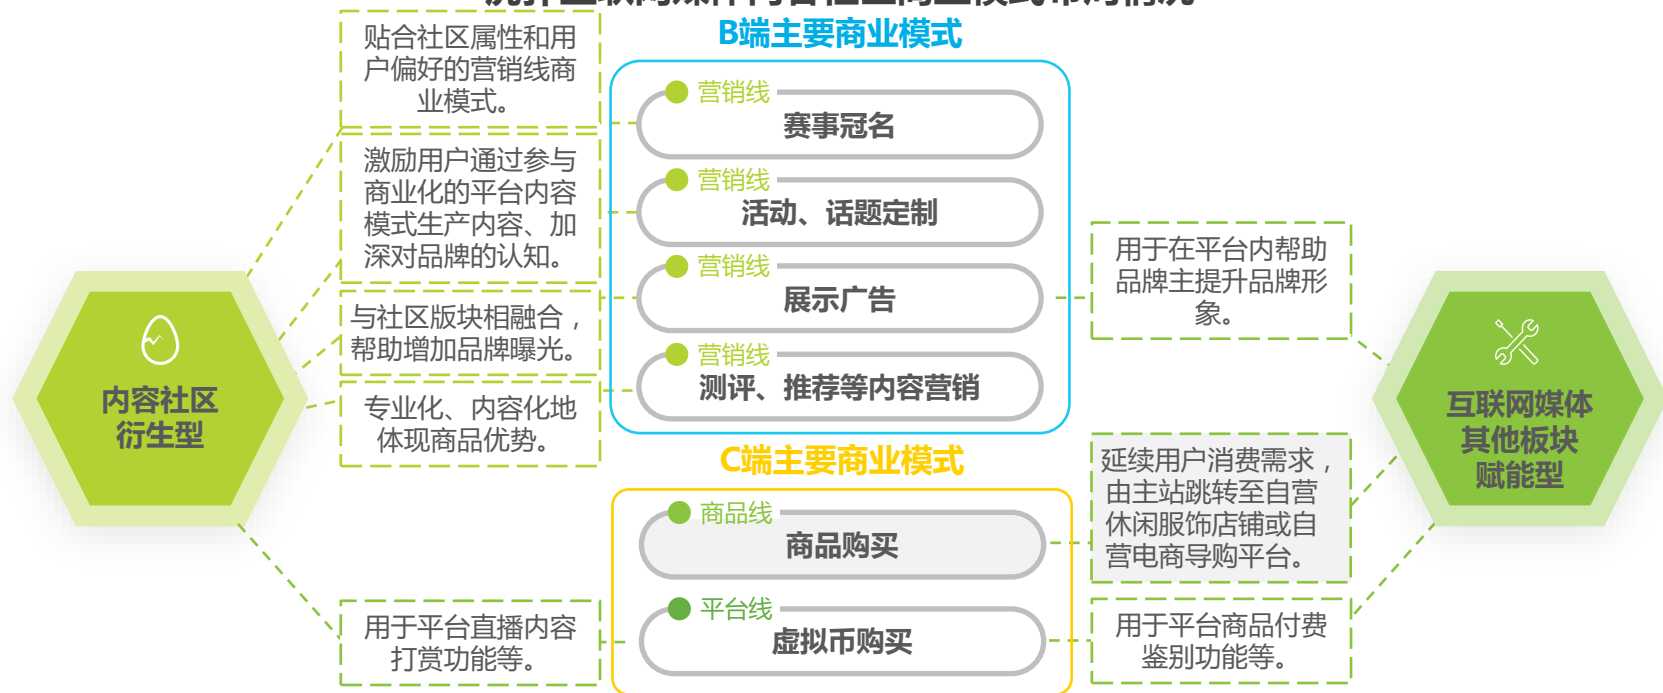 B端主要商业模式
贴合社区属性和用
户偏好的营销线商
业模式。
激励用户通过参与
商业化的平台内容
模式生产内容、加
深对品牌的认知。
与社区版块相融合，
帮助增加品牌曝光。
专业化、内容化地
体现商品优势。
用于平台直播内容
打赏功能等。
内容社区
衍生型
营销线
赛事冠名
营销线
活动、话题定制
营销线
展示广告
营销线
测评、推荐等内容营销
C端主要商业模式
商品线
商品购买
平台线
虚拟币购买
用于在平台内帮助
品牌主提升品牌形
象。
延续用户消费需求，
由主站跳转至自营
休闲服饰店铺或自
营电商导购平台。
用于平台商品付费
鉴别功能等。
互联网媒体
其他板块
赋能型